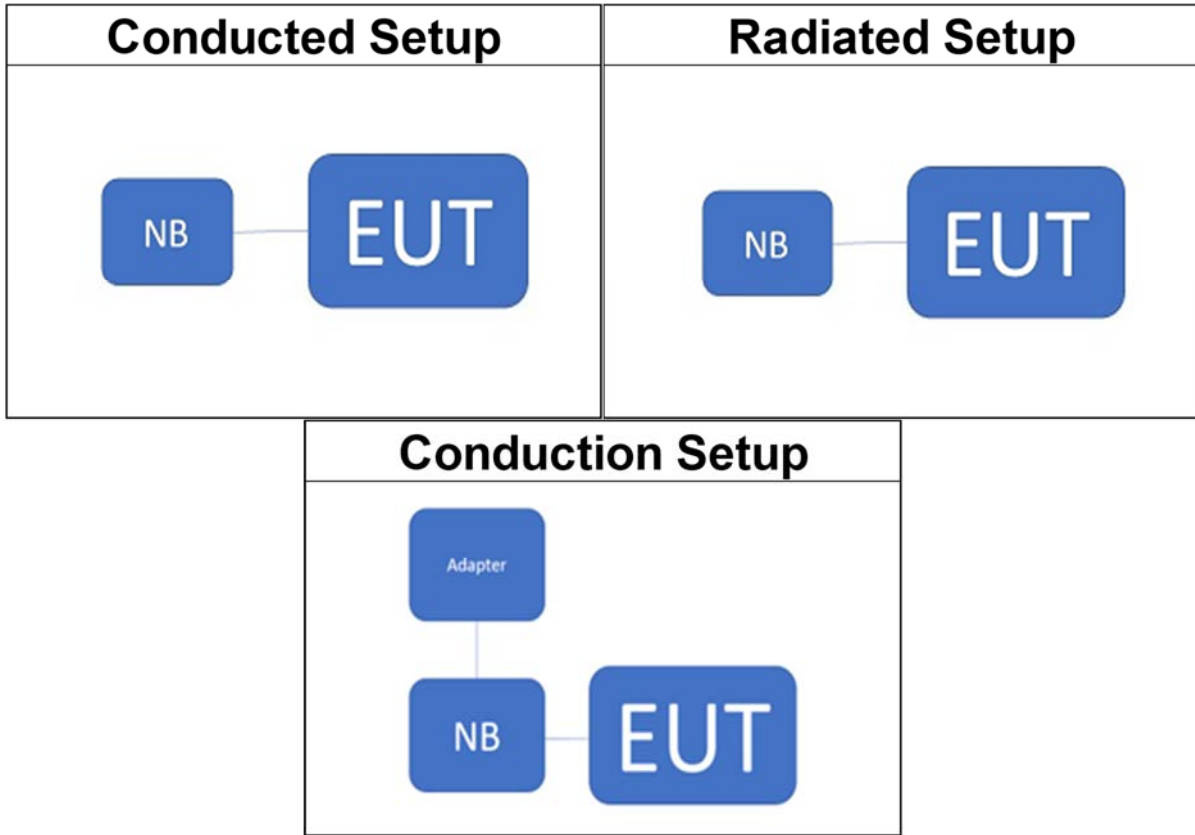 Conducted Setup
NB
EUT
Radiated Setup
NB
EUT
Conduction Setup
Adapter
NB
EUT